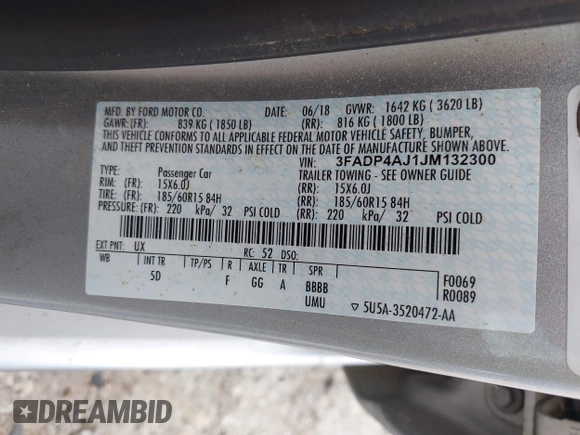 MFD. BY FORD MOTOR CO. 06/18 GVWR: 1642 KG ( 3620 LB)
GAWR:(FR): 839 KG ( 1850 LB) (RR): 816 KG ( 1800 LB)
THIS VEHICLE CONFORMS TO ALL APPLICABLE FEDERAL MOTOR VEHICLE SAFETY, BUMPER,
AND THEFT PREVENTION STANDARDS IN EFFECT ON THE DATE OF MANUFACTURE SHOWN ABOVE.
VIN: 3FADP4AJ1JM132300
TYPE: Passenger Car TRAILER TOWING - SEE OWNER GUIDE
RIM: (FR): 15X6.0J (RR): 15X6.0J
TIRE: (FR): 185/60R15 84H (RR): 185/60R15 84H
PRESSURE: (FR): 220 kPa/ 32 PSI COLD (RR): 220 kPa/ 32 PSI COLD
EXT PNT: UX RC: 52 DSO:
WB INT TR TP/PS R AXLE TR SPR
5D F GG A BBBB F0069
UMU R0089
5U5A-3520472-AA
DREAMBID